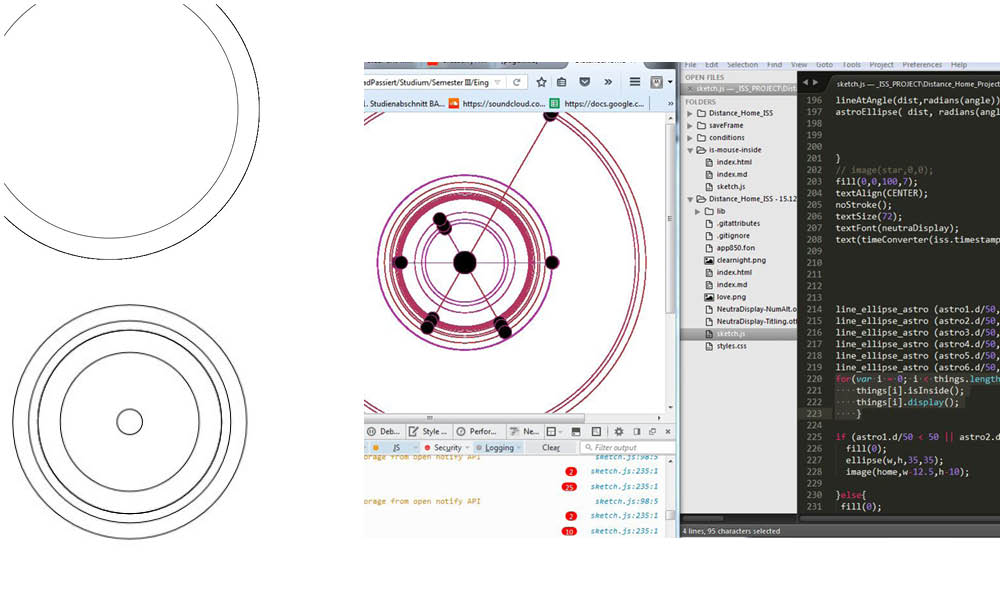 adPassiert/Studium/Semester III/Eing
. Studienabschnitt BA...
https://soundcloud.co...
https://docs.google.c...
»
Deb...
Style ...
Perfor...
Ne...
JS
Security
Logging
Clear
Filter output
orage from open notify API
sketch.js:98:5
2
sketch.js:235:1
25
sketch.js:235:1
orage from open notify API
sketch.js:98:5
2
sketch.js:235:1
10
sketch.js:235:1
File Edit Selection Find View Goto Tools Project Preferences Help
OPEN FILES
sketch.js — _ISS_PROJECT\Dist
FOLDERS
Distance_Home_ISS
saveFrame
conditions
is-mouse-inside
index.html
index.md
sketch.js
Distance_Home_ISS - 15.12
lib
.gitattributes
.gitignore
app850.fon
clearnight.png
index.html
index.md
love.png
NeutraDisplay-NumAlt.o
NeutraDisplay-Titling.ot
sketch.js
styles.css
sketch.js — _ISS_PROJECT\Distance_Home_Project
196 lineAtAngle(dist,radians(angle))
197 astroEllipse( dist, radians(angl
198
199
200
201 }
202 // image(star,0,0);
203 fill(0,0,100,7);
204 textAlign(CENTER);
205 noStroke();
206 textSize(72);
207 textFont(neutraDisplay);
208 text(timeConverter(iss.timestamp
209
210
211
212
213
214 line_ellipse_astro (astro1.d/50,
215 line_ellipse_astro (astro2.d/50,
216 line_ellipse_astro (astro3.d/50,
217 line_ellipse_astro (astro4.d/50,
218 line_ellipse_astro (astro5.d/50,
219 line_ellipse_astro (astro6.d/50,
220 for(var i = 0; i < things.length
221 things[i].isInside();
222 things[i].display();
223 }
224
225 if (astro1.d/50 < 50 || astro2.d
226 fill(0);
227 ellipse(w,h,35,35);
228 image(home,w-12.5,h-10);
229
230 }else{
231 fill(0);
4 lines, 95 characters selected